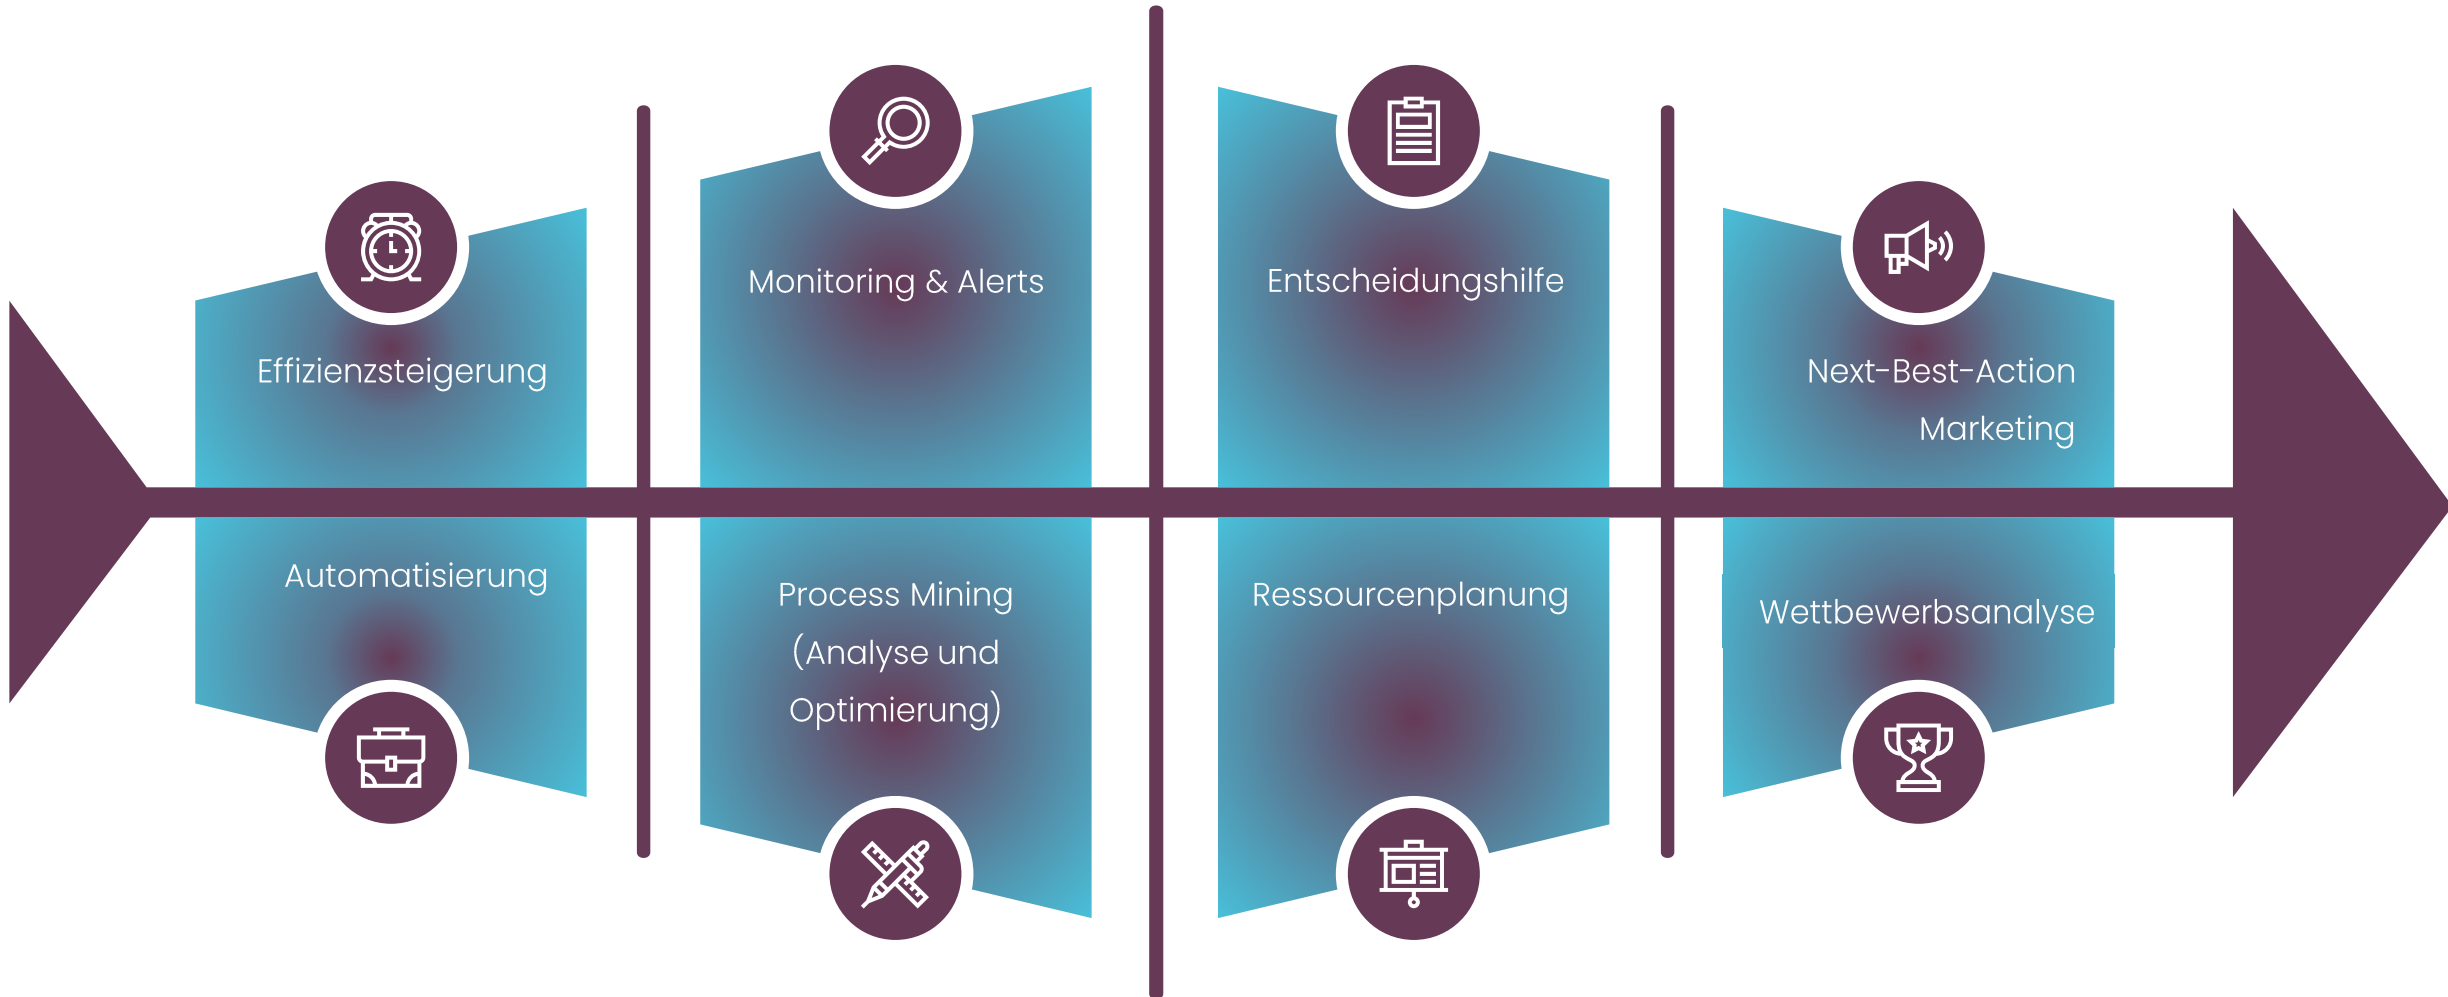 Effizienzsteigerung
Monitoring & Alerts
Entscheidungshilfe
Next-Best-Action
Marketing
Automatisierung
Process Mining
(Analyse und
Optimierung)
Ressourcenplanung
Wettbewerbsanalyse